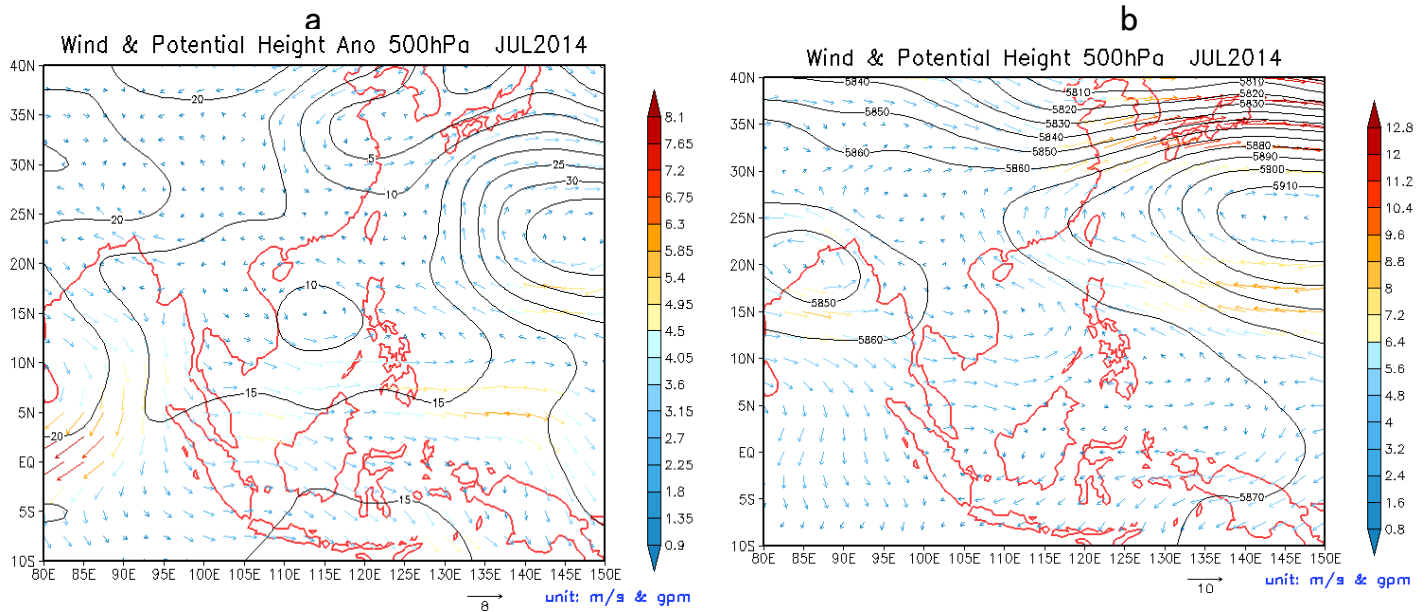 a
Wind & Potential Height Ano 500hPa JUL2014
40N
35N
30N
25N
20N
15N
10N
5N
EQ
5S
10S
80E 85E 90E 95E 100E 105E 110E 115E 120E 125E 130E 135E 140E 145E 150E
20
5
10
25
30
20
10
15
15
20
15
8.1
7.65
7.2
6.75
6.3
5.85
5.4
4.95
4.5
4.05
3.6
3.15
2.7
2.25
1.8
1.35
0.9
8
unit: m/s & gpm
b
Wind & Potential Height 500hPa JUL2014
40N
35N
30N
25N
20N
15N
10N
5N
EQ
5S
10S
80E 85E 90E 95E 100E 105E 110E 115E 120E 125E 130E 135E 140E 145E 150E
5840
5850
5860
5810
5820
5830
5840
5850
5860
5810
5820
5830
5880
5890
5900
5910
5850
5860
5870
12.8
12
11.2
10.4
9.6
8.8
8
7.2
6.4
5.6
4.8
4
3.2
2.4
1.6
0.8
10
unit: m/s & gpm